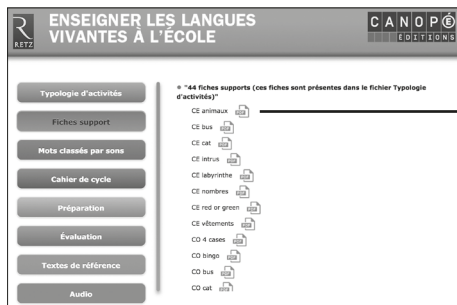 RETZ
ENSEIGNER LES LANGUES
VIVANTES À L'ÉCOLE
CANOPÉ
ÉDITIONS
Typologie d'activités
Fiches support
Mots classés par sons
Cahier de cycle
Préparation
Évaluation
Textes de référence
Audio
"44 fiches supports (ces fiches sont présentes dans le fichier Typologie
d'activités)"
CE animaux
CE bus
CE cat
CE intrus
CE labyrinthe
CE nombres
CE red or green
CE vêtements
CO 4 cases
CO bingo
CO bus
CO cat